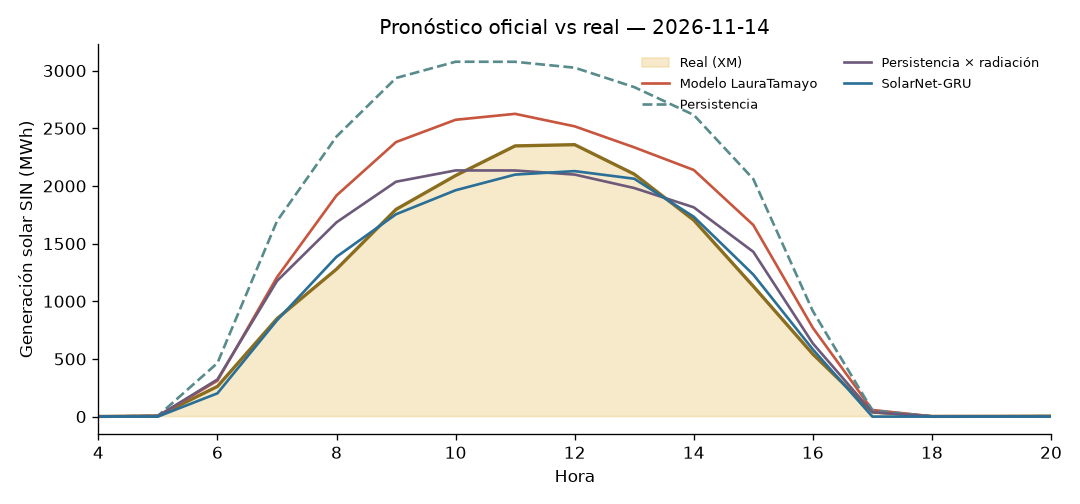 Pronóstico oficial vs real — 2026-11-14
Real (XM)
Modelo LauraTamayo
Persistencia
Persistencia × radiación
SolarNet-GRU
Generación solar SIN (MWh)
3000
2500
2000
1500
1000
500
0
4 6 8 10 12 14 16 18 20
Hora